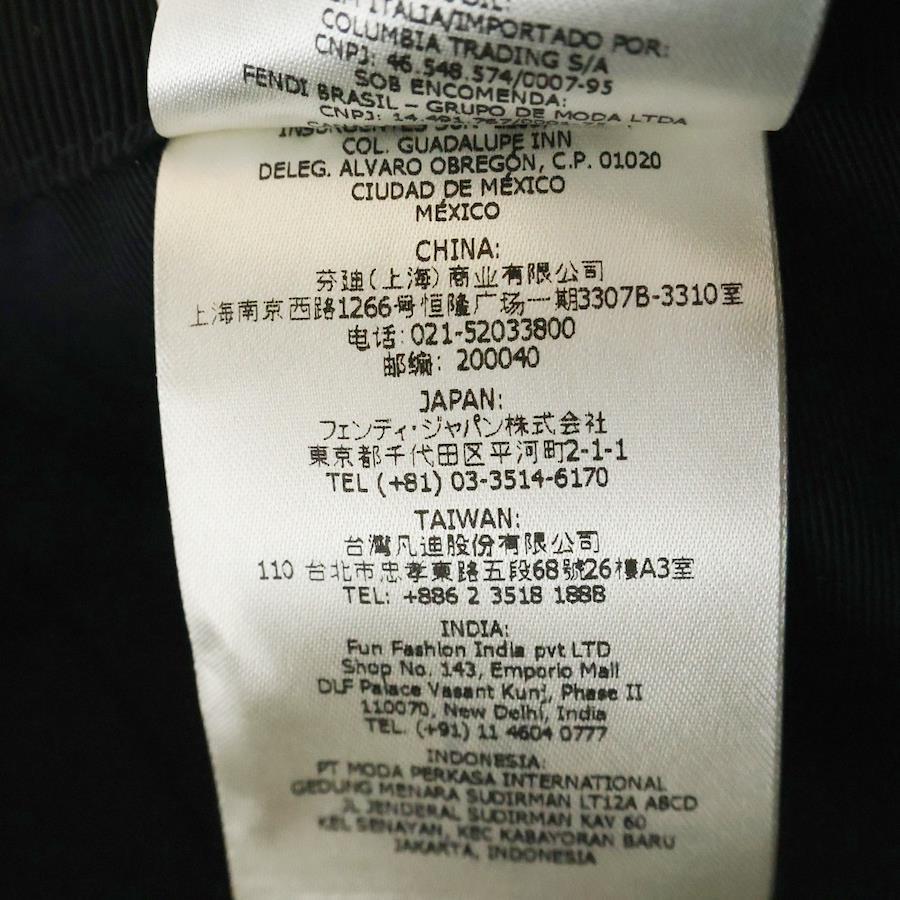 EM ITALIA/IMPORTADO POR:
COLUMBIA TRADING S/A
CNPJ: 46.548.574/0007-95
SOB ENCOMENDA:
FENDI BRASIL - GRUPO DE MODA LTDA
CNPJ:
COL. GUADALUPE INN
DELEG. ALVARO OBREGÓN, C.P. 01020
CIUDAD DE MÉXICO
MÉXICO
CHINA:
芬迪(上海)商业有限公司
上海南京西路1266号恒隆广场一期3307B-3310室
电话: 021-52033800
邮编: 200040
JAPAN:
フェンディ・ジャパン株式会社
東京都千代田区平河町2-1-1
TEL (+81) 03-3514-6170
TAIWAN:
台灣凡迪股份有限公司
110 台北市忠孝東路五段68號26樓A3室
TEL: +886 2 3518 1888
INDIA:
Fun Fashion India pvt LTD
Shop No. 143, Emporio Mall
DLF Palace Vasant Kunj, Phase II
110070, New Delhi, India
TEL. (+91) 11 4604 0777
INDONESIA:
PT MODA PERKASA INTERNATIONAL
GEDUNG MENARA SUDIRMAN LT12A ABCD
JL JENDERAL SUDIRMAN KAV 60
KEL SENAYAN, KEC KABAYORAN BARU
JAKARTA, INDONESIA